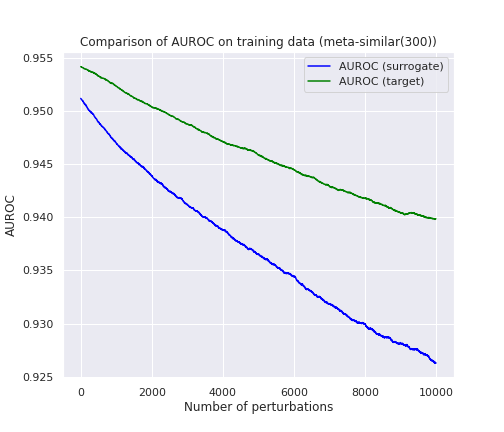 Comparison of AUROC on training data (meta-similar(300))
AUROC (surrogate)
AUROC (target)
AUROC
0.955
0.950
0.945
0.940
0.935
0.930
0.925
0
2000
4000
6000
8000
10000
Number of perturbations